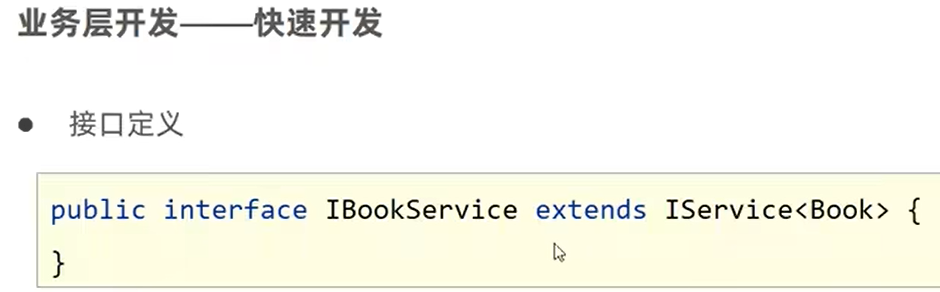 业务层开发——快速开发
● 接口定义
public interface IBookService extends IService<Book> {
}